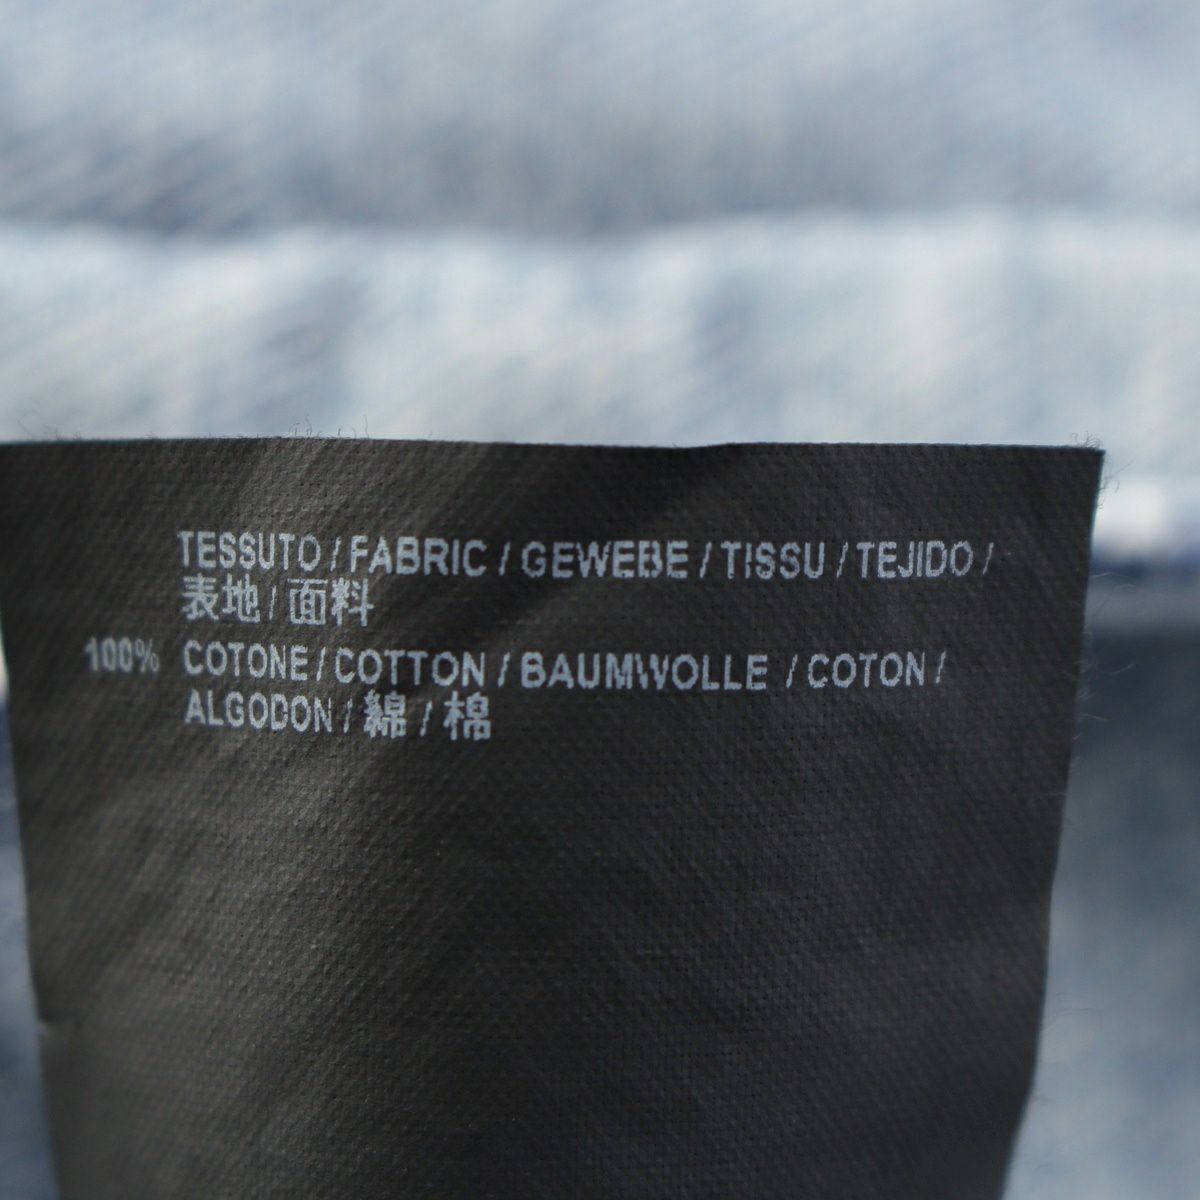 TESSUTO / FABRIC / GEWEBE / TISSU / TEJIDO /
表地 / 面料
100% COTONE / COTTON / BAUMWOLLE / COTON /
ALGODON / 綿 / 棉